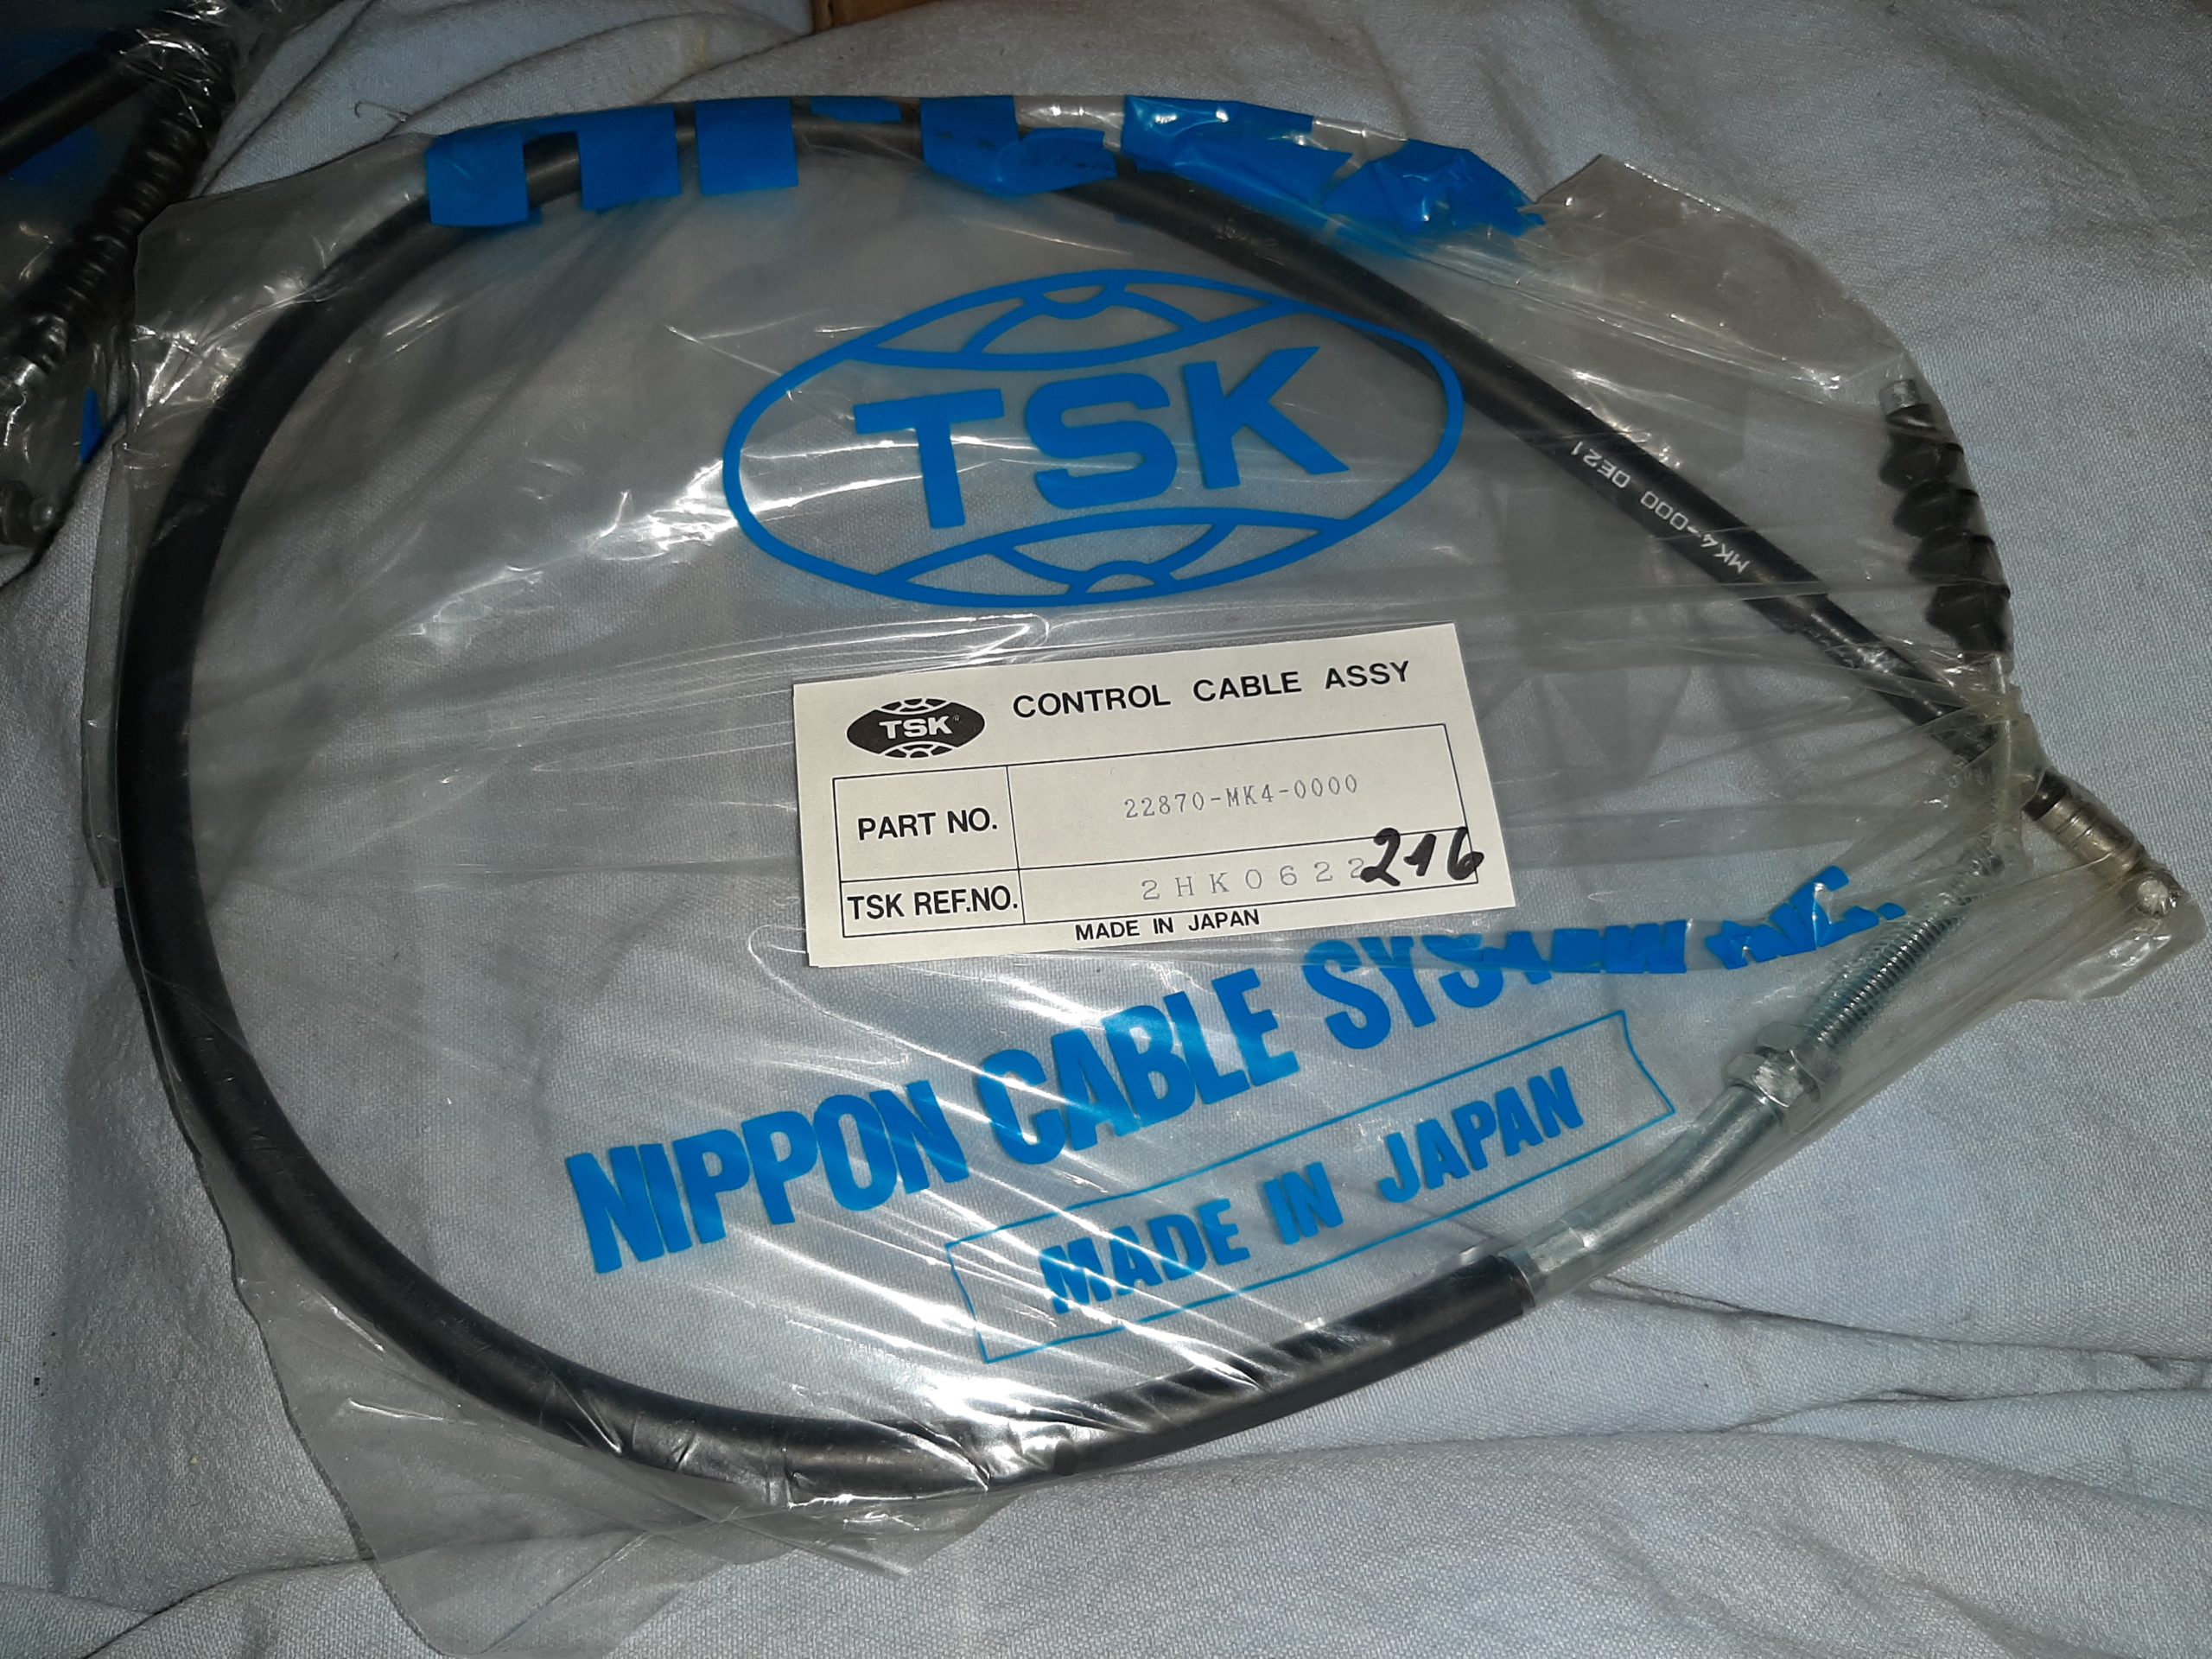 TSK
MK4-000 DE21
TSK
CONTROL CABLE ASSY
PART NO. 22870-MK4-0000
TSK REF.NO. 2HK0622
216
MADE IN JAPAN
NIPPON CABLE SYSTEM INC.
MADE IN JAPAN